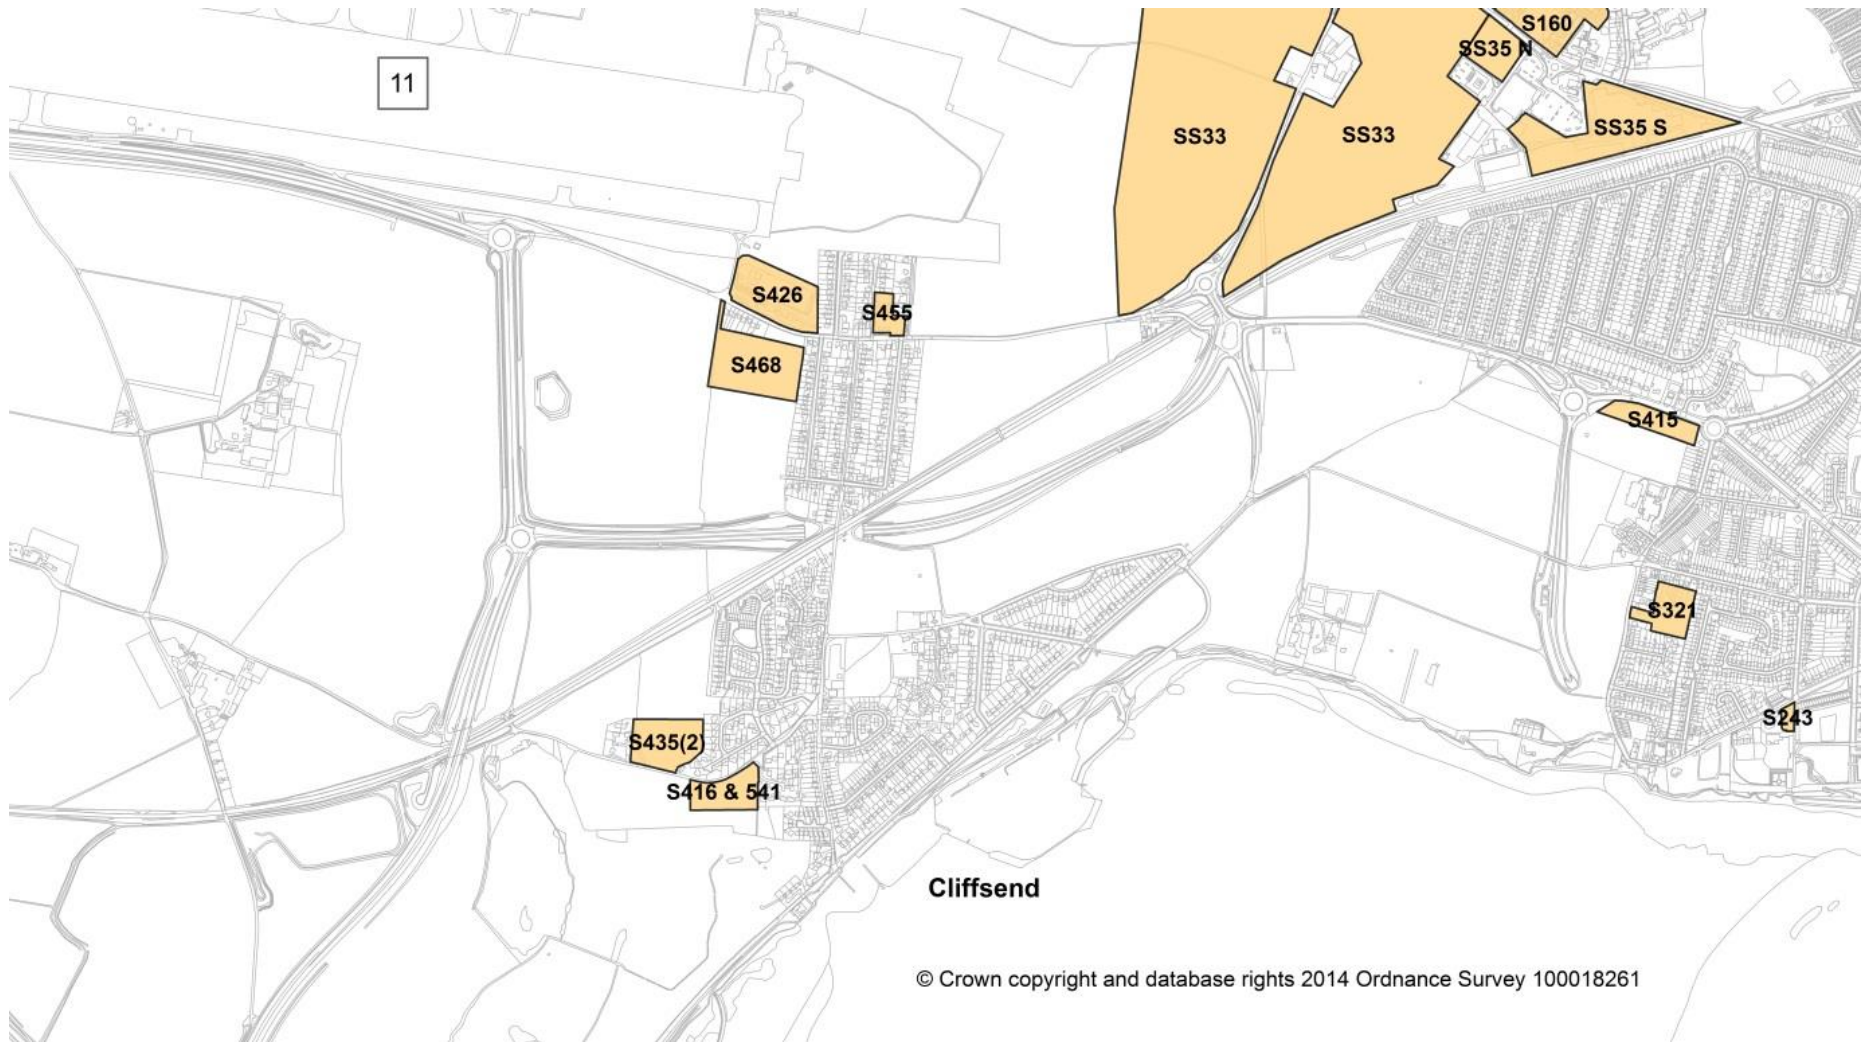 S160
SS35 N
11
SS35 S
SS33
SS33
S426
S455
S468
S415
S321
S243
S435(2)
S416 & 541
Cliffsend
© Crown copyright and database rights 2014 Ordnance Survey 100018261